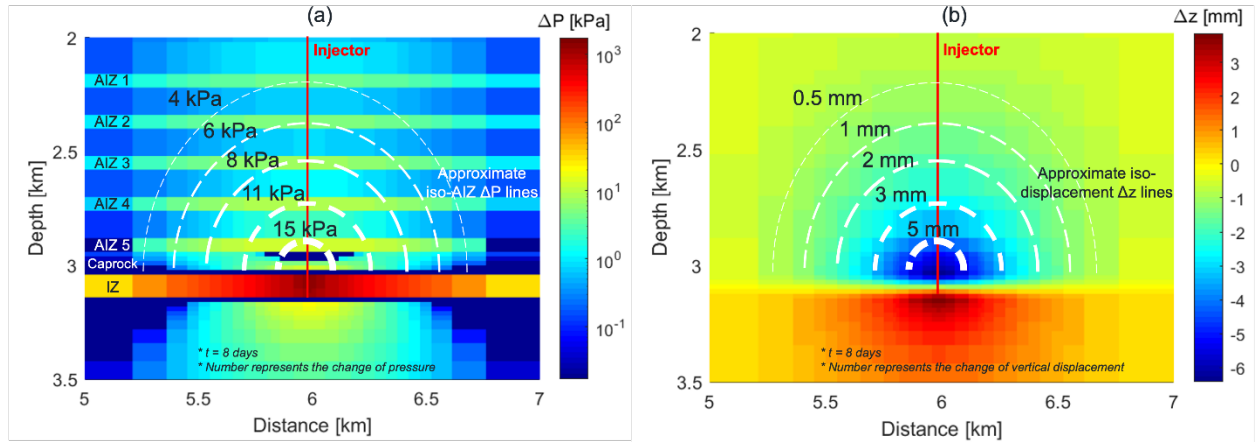 (a)
ΔP [kPa]
Injector
2
2.5
3
3.5
Depth [km]
AIZ 1
AIZ 2
AIZ 3
AIZ 4
AIZ 5
Caprock
IZ
4 kPa
6 kPa
8 kPa
11 kPa
15 kPa
Approximate
iso-AIZ ΔP lines
* t = 8 days
* Number represents the change of pressure
5
5.5
6
6.5
7
Distance [km]
10³
10²
10¹
10⁰
10⁻¹
(b)
Δz [mm]
Injector
2
2.5
3
3.5
Depth [km]
0.5 mm
1 mm
2 mm
3 mm
5 mm
Approximate iso-
displacement Δz lines
* t = 8 days
* Number represents the change of vertical displacement
5
5.5
6
6.5
7
Distance [km]
3
2
1
0
-1
-2
-3
-4
-5
-6